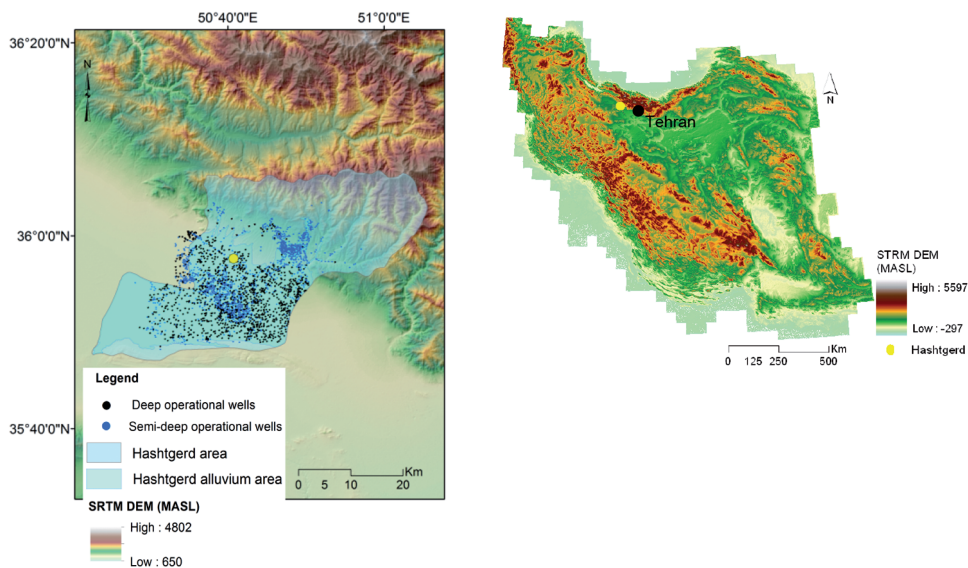 50°40'0"E
51°0'0"E
36°20'0"N
36°0'0"N
35°40'0"N
N
Legend
Deep operational wells
Semi-deep operational wells
Hashtgerd area
Hashtgerd alluvium area
Km
0 5 10 20
SRTM DEM (MASL)
High : 4802
Low : 650
N
Tehran
STRM DEM
(MASL)
High : 5597
Low : -297
Hashtgerd
Km
0 125 250 500